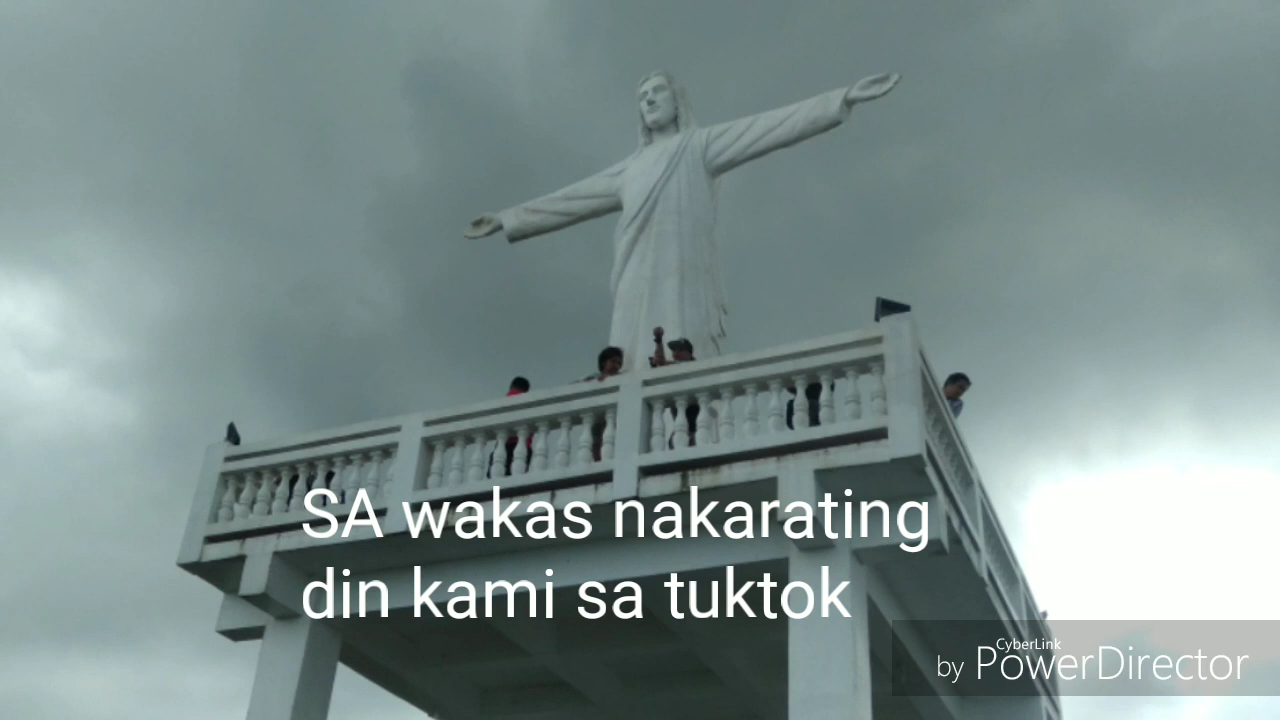 SA wakas nakarating
din kami sa tuktok
CyberLink
by PowerDirector